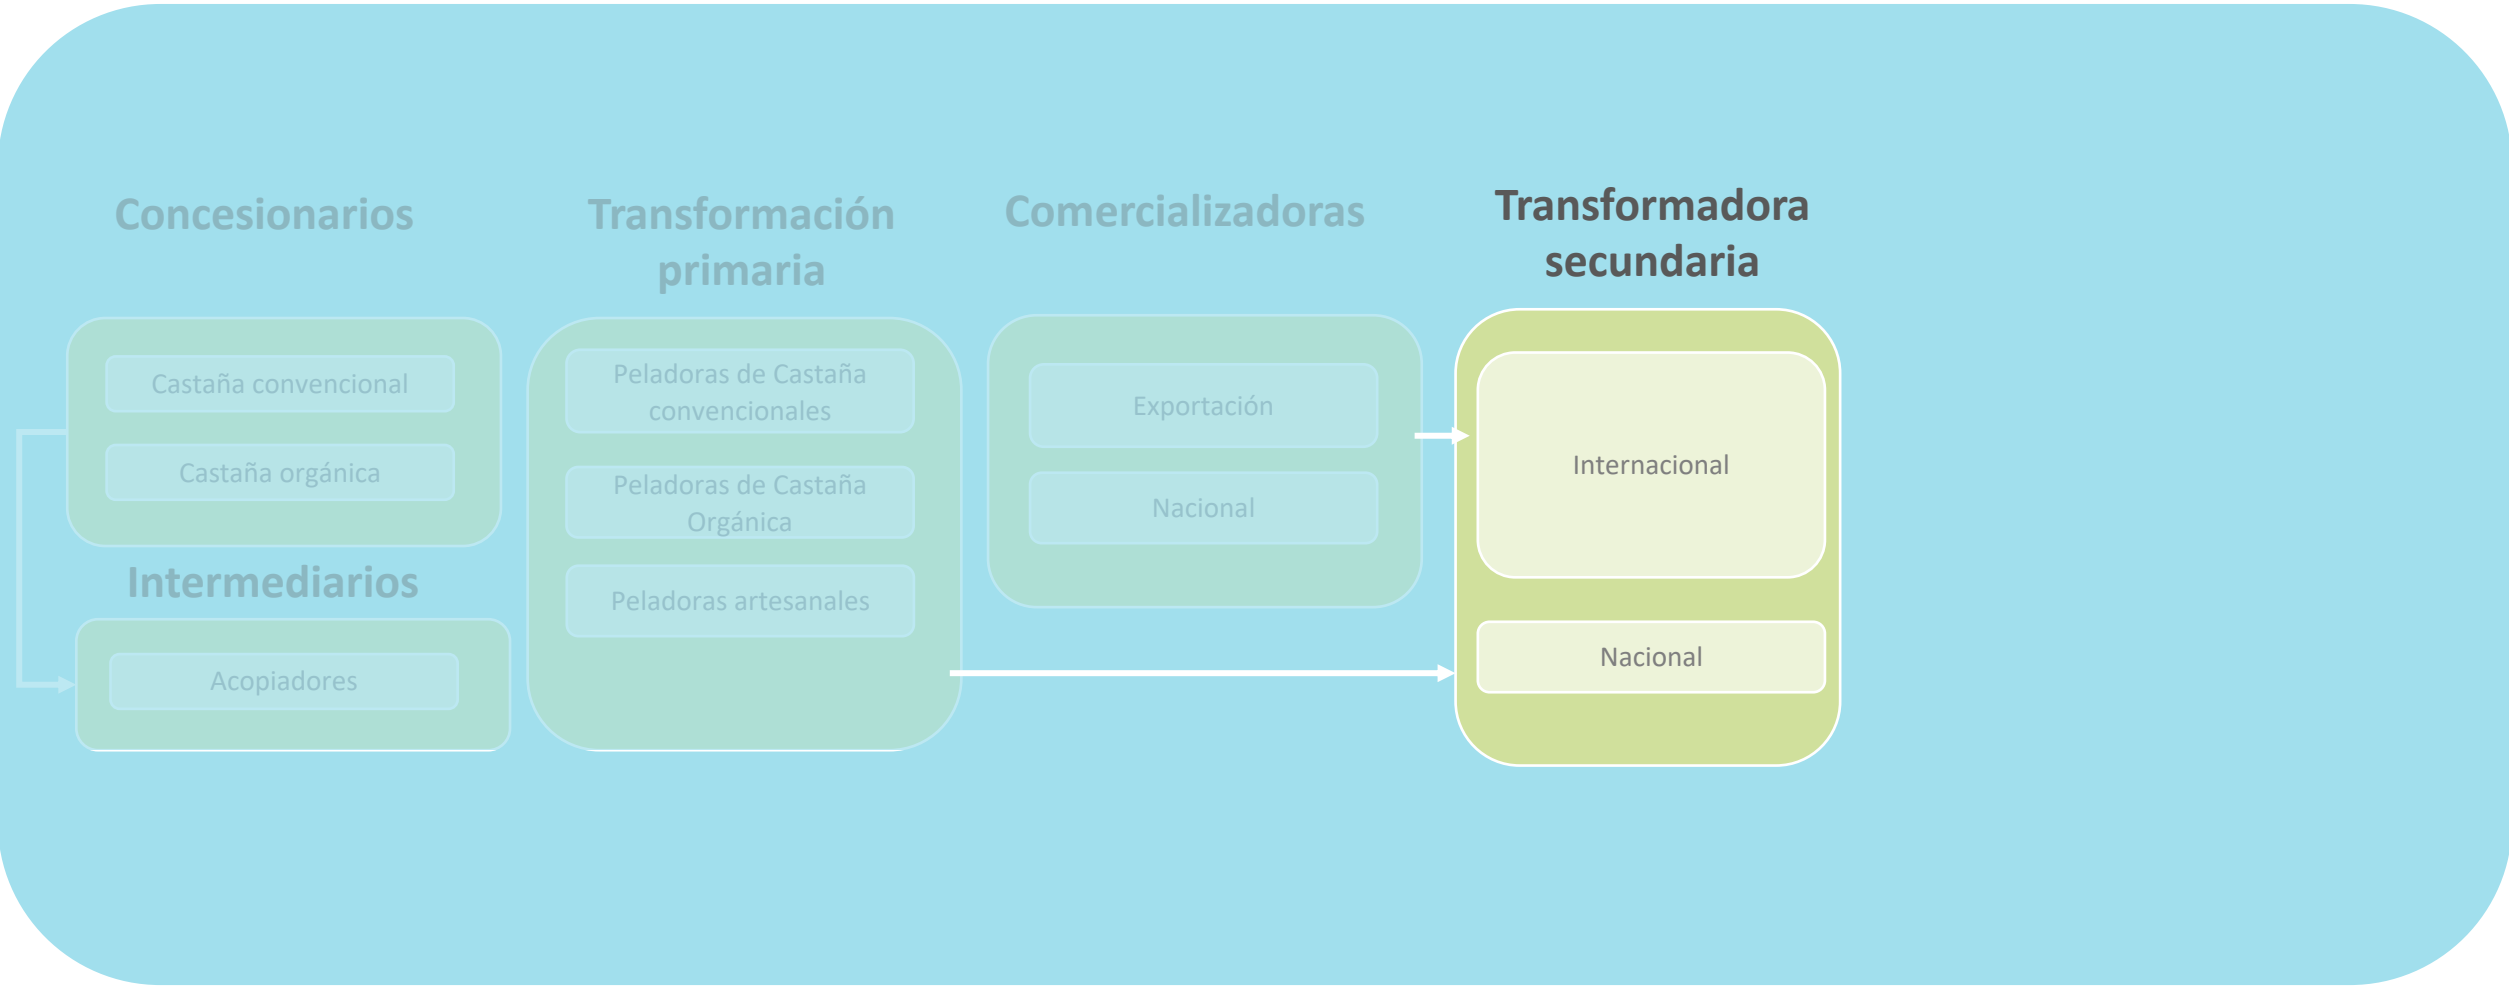 Concesionarios
Castaña convencional
Castaña orgánica
Intermediarios
Acopiadores
Transformación
primaria
Peladoras de Castaña
convencionales
Peladoras de Castaña
Orgánica
Peladoras artesanales
Comercializadoras
Exportación
Nacional
Transformadora
secundaria
Internacional
Nacional